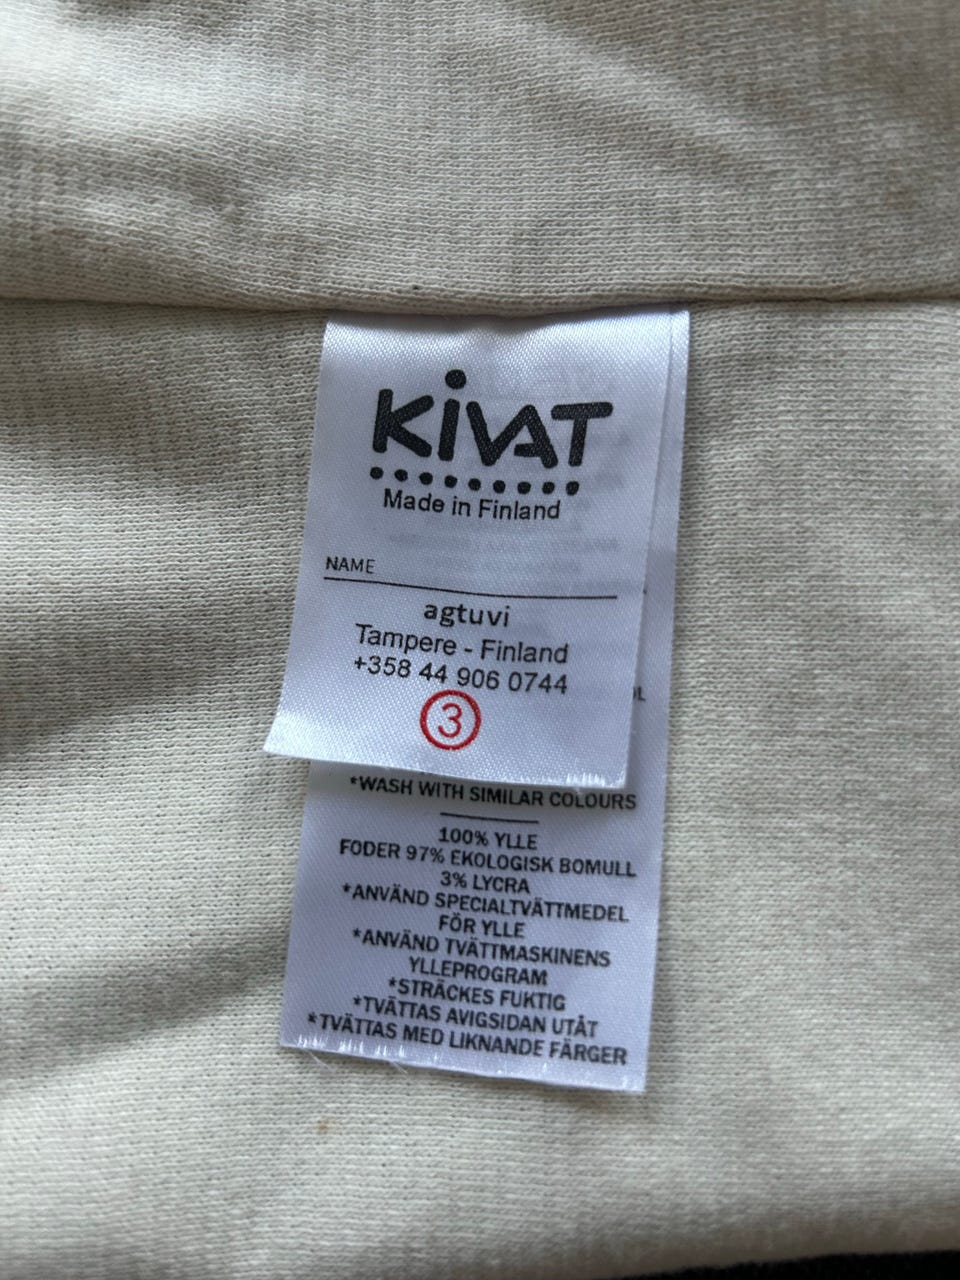 KiVAT
Made in Finland
NAME
agtuvi
Tampere - Finland
+358 44 906 0744
3
*WASH WITH SIMILAR COLOURS
100% YLLE
FODER 97% EKOLOGISK BOMULL
3% LYCRA
*ANVÄND SPECIALTVÄTTMEDEL
FÖR YLLE
*ANVÄND TVÄTTMASKINENS
YLLEPROGRAM
*STRÄCKES FUKTIG
*TVÄTTAS AVIGSIDAN UTÅT
*TVÄTTAS MED LIKNANDE FÄRGER